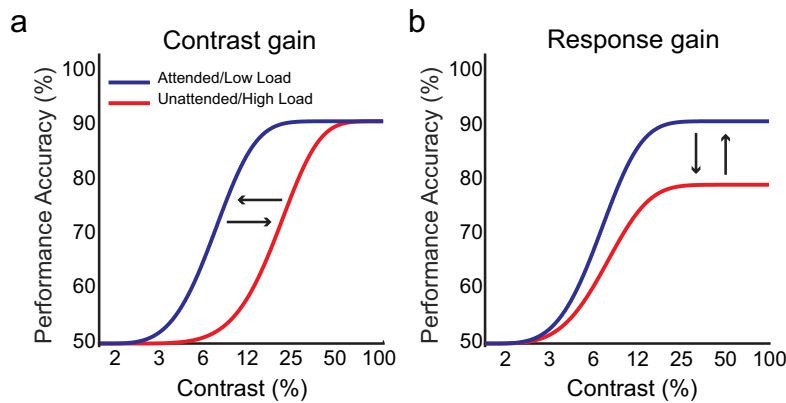 a
Contrast gain
100
90
80
70
60
50
Performance Accuracy (%)
Attended/Low Load
Unattended/High Load
2 3 6 12 25 50 100
Contrast (%)
b
Response gain
100
90
80
70
60
50
Performance Accuracy (%)
2 3 6 12 25 50 100
Contrast (%)